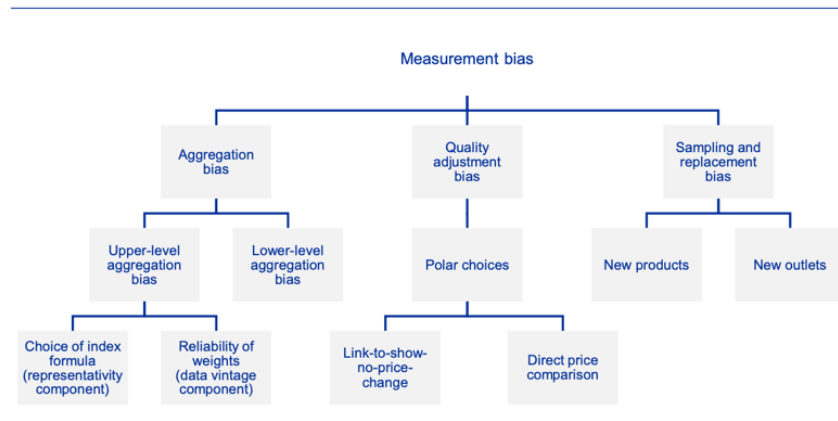 Measurement bias
Aggregation
bias
Quality
adjustment
bias
Sampling and
replacement
bias
Upper-level
aggregation
bias
Lower-level
aggregation
bias
Polar choices
New products
New outlets
Choice of index
formula
(representativity
component)
Reliability of
weights
(data vintage
component)
Link-to-show-
no-price-
change
Direct price
comparison